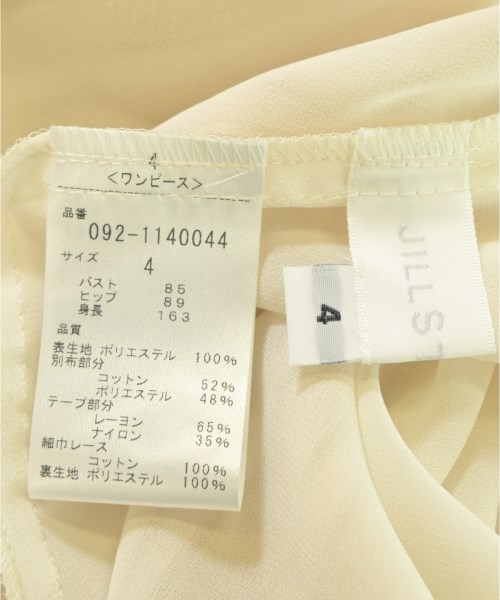 4
<ワンピース>
品番
092-1140044
サイズ
4
バスト 85
ヒップ 89
身長 163
品質
表生地 ポリエステル 100%
別布部分
コットン 52%
ポリエステル 48%
テープ部分
レーヨン 65%
ナイロン 35%
細巾レース
コットン 100%
裏生地 ポリエステル 100%
4
JILL ST